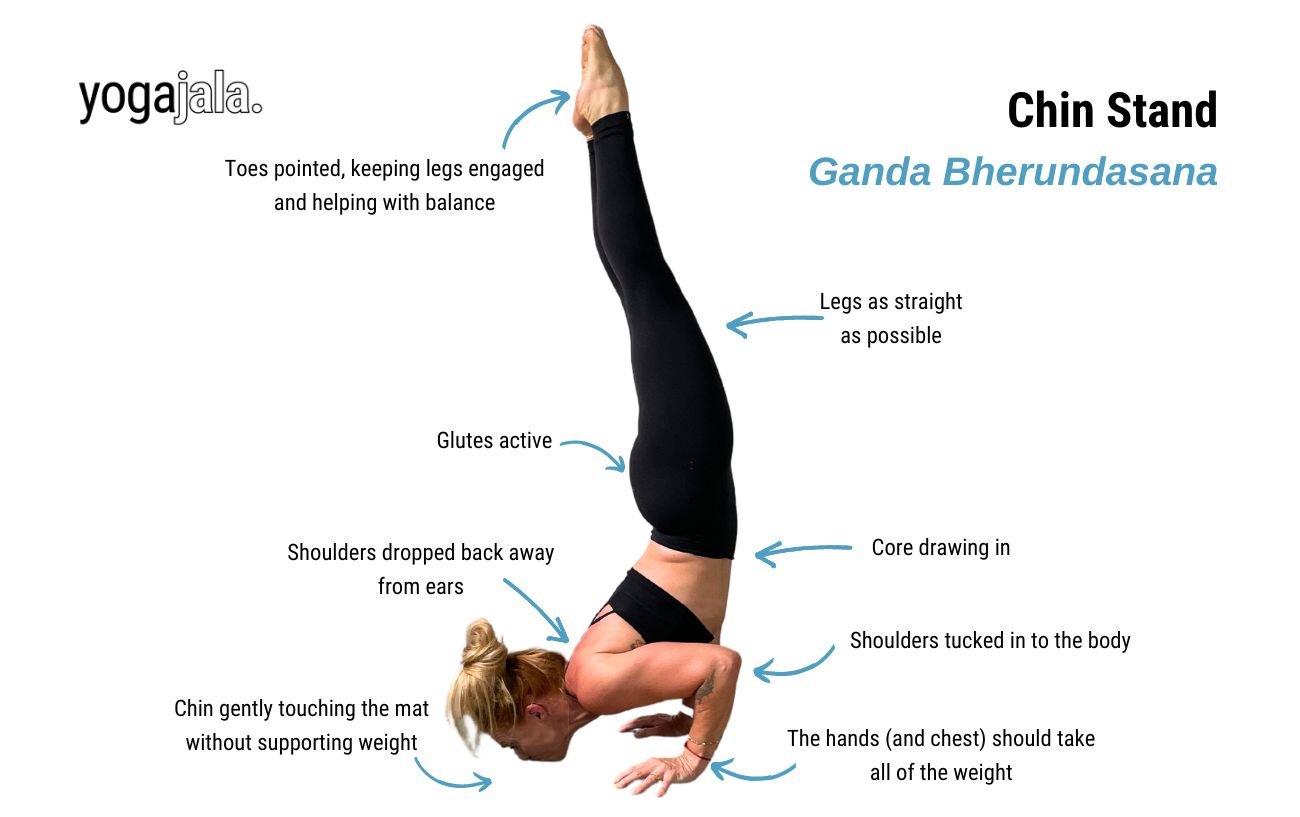 yogajala.
Chin Stand
Ganda Bherundasana
Toes pointed, keeping legs engaged
and helping with balance
Legs as straight
as possible
Glutes active
Shoulders dropped back away
from ears
Core drawing in
Shoulders tucked in to the body
Chin gently touching the mat
without supporting weight
The hands (and chest) should take
all of the weight